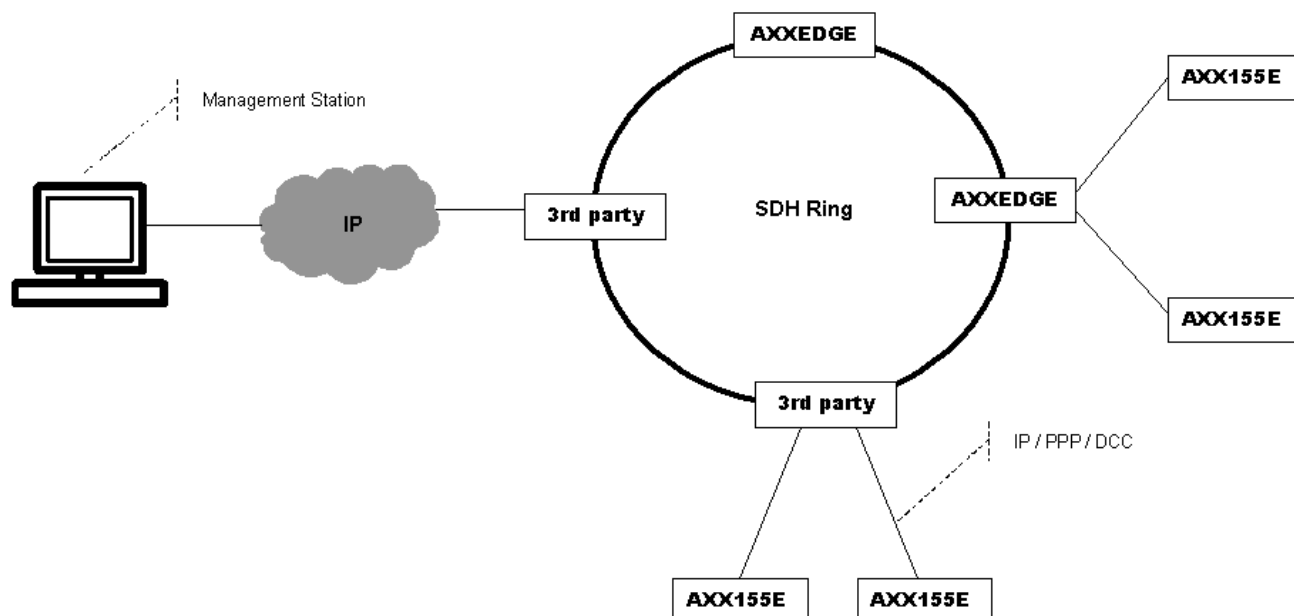 AXXEDGE
AXX155E
Management Station
3rd party
SDH Ring
AXXEDGE
IP
AXX155E
3rd party
IP / PPP / DCC
AXX155E
AXX155E